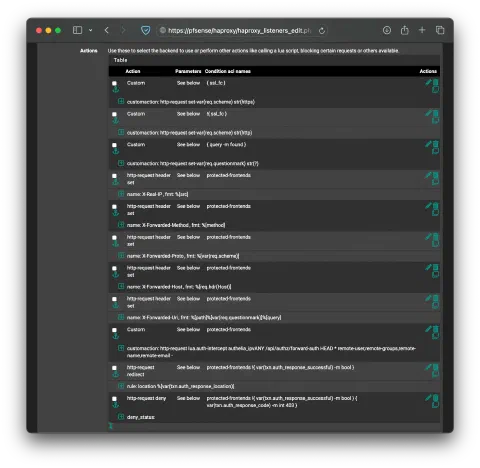 https://pfsense/haproxy/haproxy_listeners_edit.ph
Actions Use these to select the backend to use or perform other actions like calling a lua script, blocking certain requests or others available.
Table
Action Parameters Condition acl names Actions
Custom See below { ssl_fc }
customaction: http-request set-var(req.scheme) str(https)
Custom See below !{ ssl_fc }
customaction: http-request set-var(req.scheme) str(http)
Custom See below { query -m found }
customaction: http-request set-var(req.questionmark) str(?)
http-request header See below protected-frontends
set
name: X-Real-IP, fmt: %[src]
http-request header See below protected-frontends
set
name: X-Forwarded-Method, fmt: %[method]
http-request header See below protected-frontends
set
name: X-Forwarded-Proto, fmt: %[var(req.scheme)]
http-request header See below protected-frontends
set
name: X-Forwarded-Host, fmt: %[req.hdr(Host)]
http-request header See below protected-frontends
set
name: X-Forwarded-Uri, fmt: %[path]%[var(req.questionmark)]%[query]
Custom See below protected-frontends
customaction: http-request lua.auth-intercept authelia_ipvANY /api/authz/forward-auth HEAD * remote-user,remote-groups,remote-
name,remote-email -
http-request See below protected-frontends !{ var(txn.auth_response_successful) -m bool }
redirect
rule: location %[var(txn.auth_response_location)]
http-request deny See below protected-frontends !{ var(txn.auth_response_successful) -m bool } {
var(txn.auth_response_code) -m int 403 }
deny_status